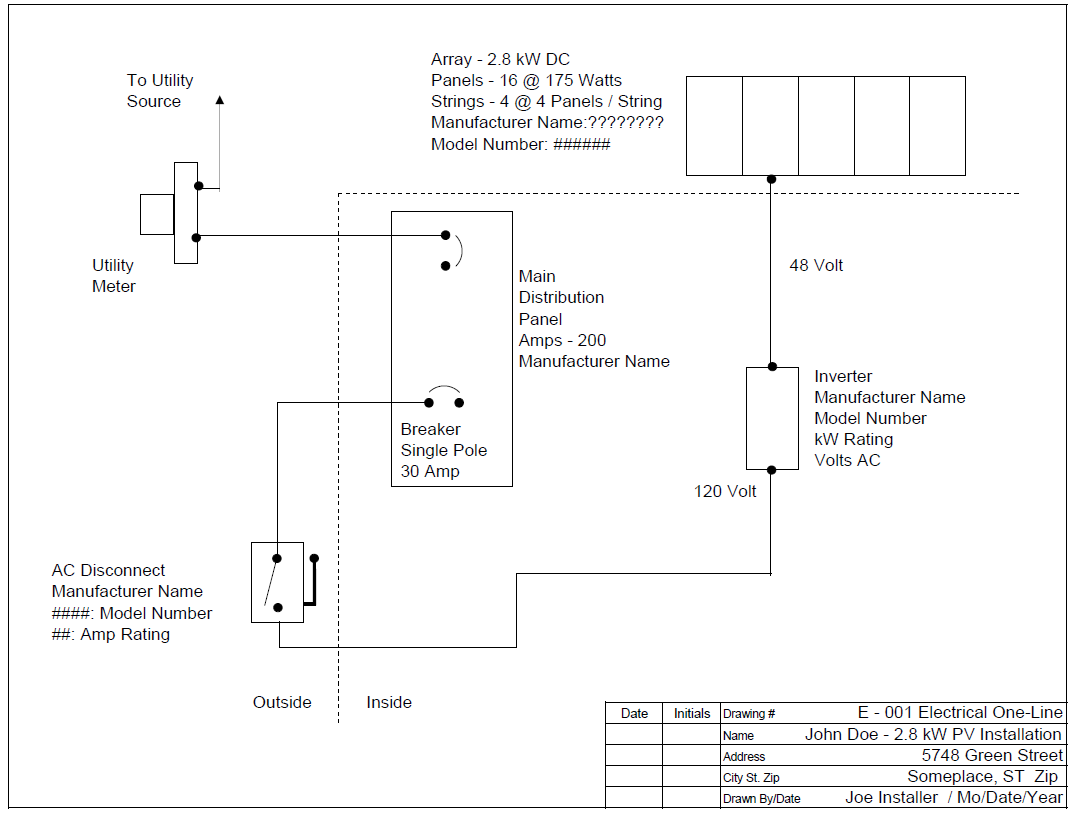 Array - 2.8 kW DC
Panels - 16 @ 175 Watts
Strings - 4 @ 4 Panels / String
Manufacturer Name:????????
Model Number: ######
To Utility
Source
Utility
Meter
48 Volt
Main
Distribution
Panel
Amps - 200
Manufacturer Name
Inverter
Manufacturer Name
Model Number
kW Rating
Volts AC
Breaker
Single Pole
30 Amp
120 Volt
AC Disconnect
Manufacturer Name
####: Model Number
##: Amp Rating
Outside
Inside
Date Initials Drawing # E - 001 Electrical One-Line
Name John Doe - 2.8 kW PV Installation
Address 5748 Green Street
City St. Zip Someplace, ST Zip
Drawn By/Date Joe Installer / Mo/Date/Year